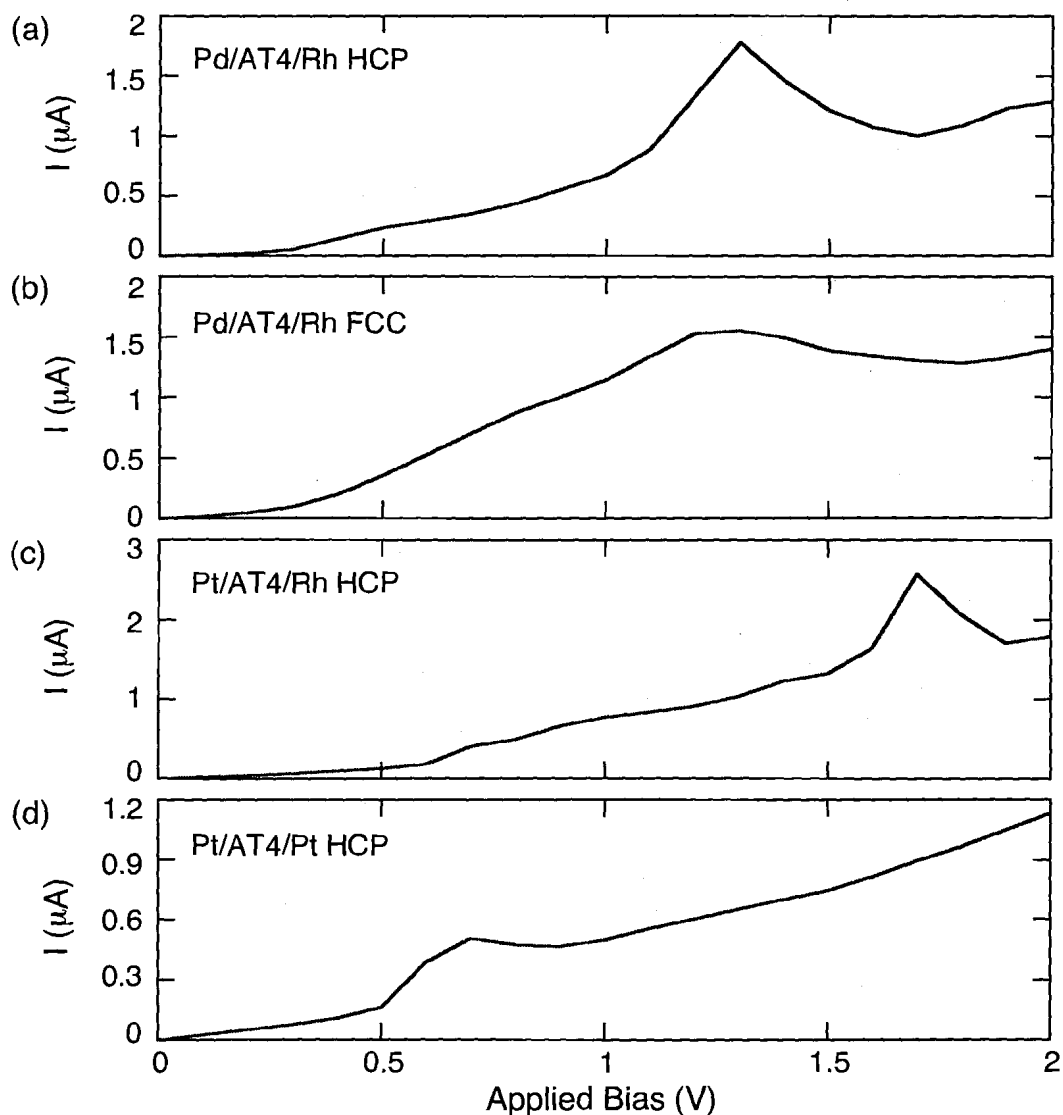 (a)
Pd/AT4/Rh HCP
I (μA)
2
1.5
1
0.5
0
(b)
Pd/AT4/Rh FCC
I (μA)
2
1.5
1
0.5
0
(c)
Pt/AT4/Rh HCP
I (μA)
3
2
1
0
(d)
Pt/AT4/Pt HCP
I (μA)
1.2
0.9
0.6
0.3
0
0 0.5 1 1.5 2
Applied Bias (V)